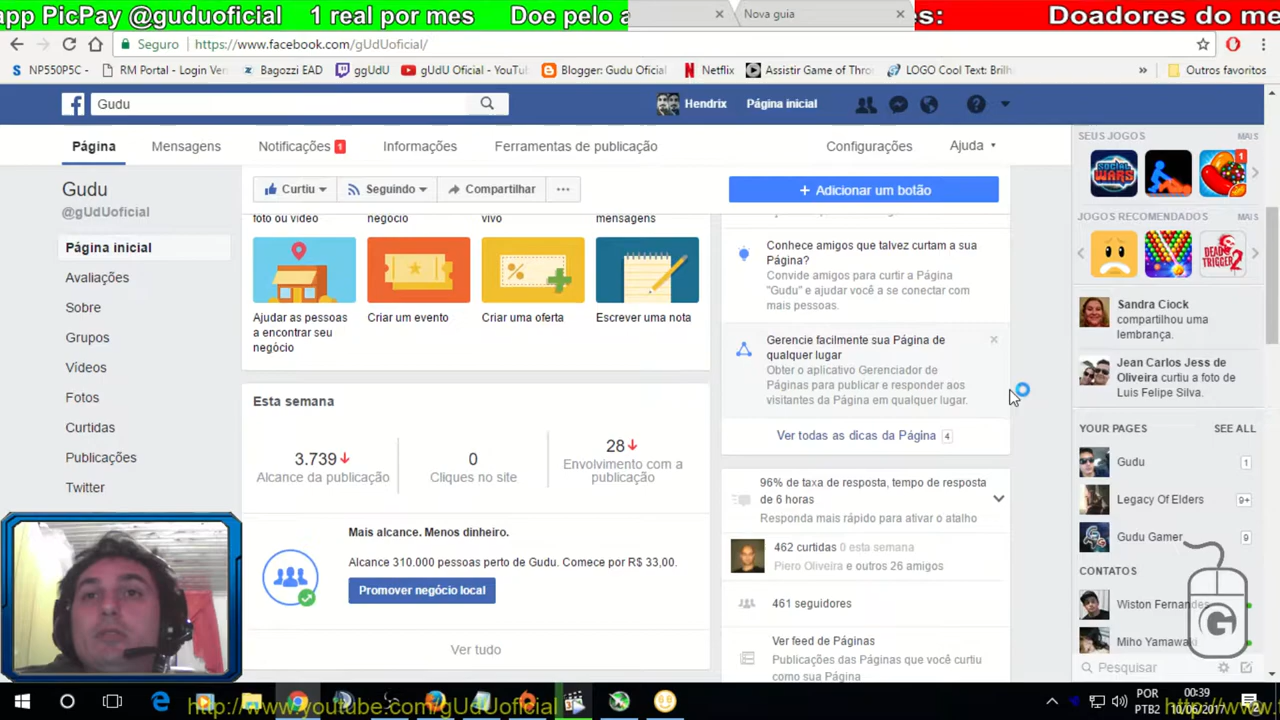 app PicPay @guduoficial 1 real por mes Doe pelo a
Nova guia
es: Doadores do me
Seguro https://www.facebook.com/gUdUoficial/
NP550P5C - RM Portal - Login Ven Bagozzi EAD ggUdU gUdU Oficial - YouTu Blogger: Gudu Oficial Netflix Assistir Game of Thro LOGO Cool Text: Brilh » Outros favoritos
Gudu
Hendrix Página inicial
Página Mensagens Notificações 1 Informações Ferramentas de publicação Configurações Ajuda
Gudu
@gUdUoficial
Página inicial
Avaliações
Sobre
Grupos
Vídeos
Fotos
Curtidas
Publicações
Twitter
Curtiu Seguindo Compartilhar ...
+ Adicionar um botão
foto ou vídeo negócio vivo mensagens
Ajudar as pessoas
a encontrar seu
negócio
Criar um evento
Criar uma oferta
Escrever uma nota
Esta semana
3.739
Alcance da publicação
0
Cliques no site
28
Envolvimento com a
publicação
Mais alcance. Menos dinheiro.
Alcance 310.000 pessoas perto de Gudu. Comece por R$ 33,00.
Promover negócio local
Ver tudo
Conhece amigos que talvez curtam a sua
Página?
Convide amigos para curtir a Página
"Gudu" e ajudar você a se conectar com
mais pessoas.
Gerencie facilmente sua Página de
qualquer lugar
Obter o aplicativo Gerenciador de
Páginas para publicar e responder aos
visitantes da Página em qualquer lugar.
Ver todas as dicas da Página 4
96% de taxa de resposta, tempo de resposta
de 6 horas
Responda mais rápido para ativar o atalho
462 curtidas 0 esta semana
Piero Oliveira e outros 26 amigos
461 seguidores
Ver feed de Páginas
Publicações das Páginas que você curtiu
como sua Página
SEUS JOGOS MAIS
SOCIAL WARS
1
JOGOS RECOMENDADOS MAIS
DEAD TRIGGER 2
Sandra Ciock
compartilhou uma
lembrança.
Jean Carlos Jess de
Oliveira curtiu a foto de
Luis Felipe Silva.
YOUR PAGES SEE ALL
Gudu 1
Legacy Of Elders 9+
Gudu Gamer 9
CONTATOS
Wiston Fernandes
Miho Yamawaki
Pesquisar
G
http://www.youtube.com/gUdUoficial
POR
PTB2
00:39